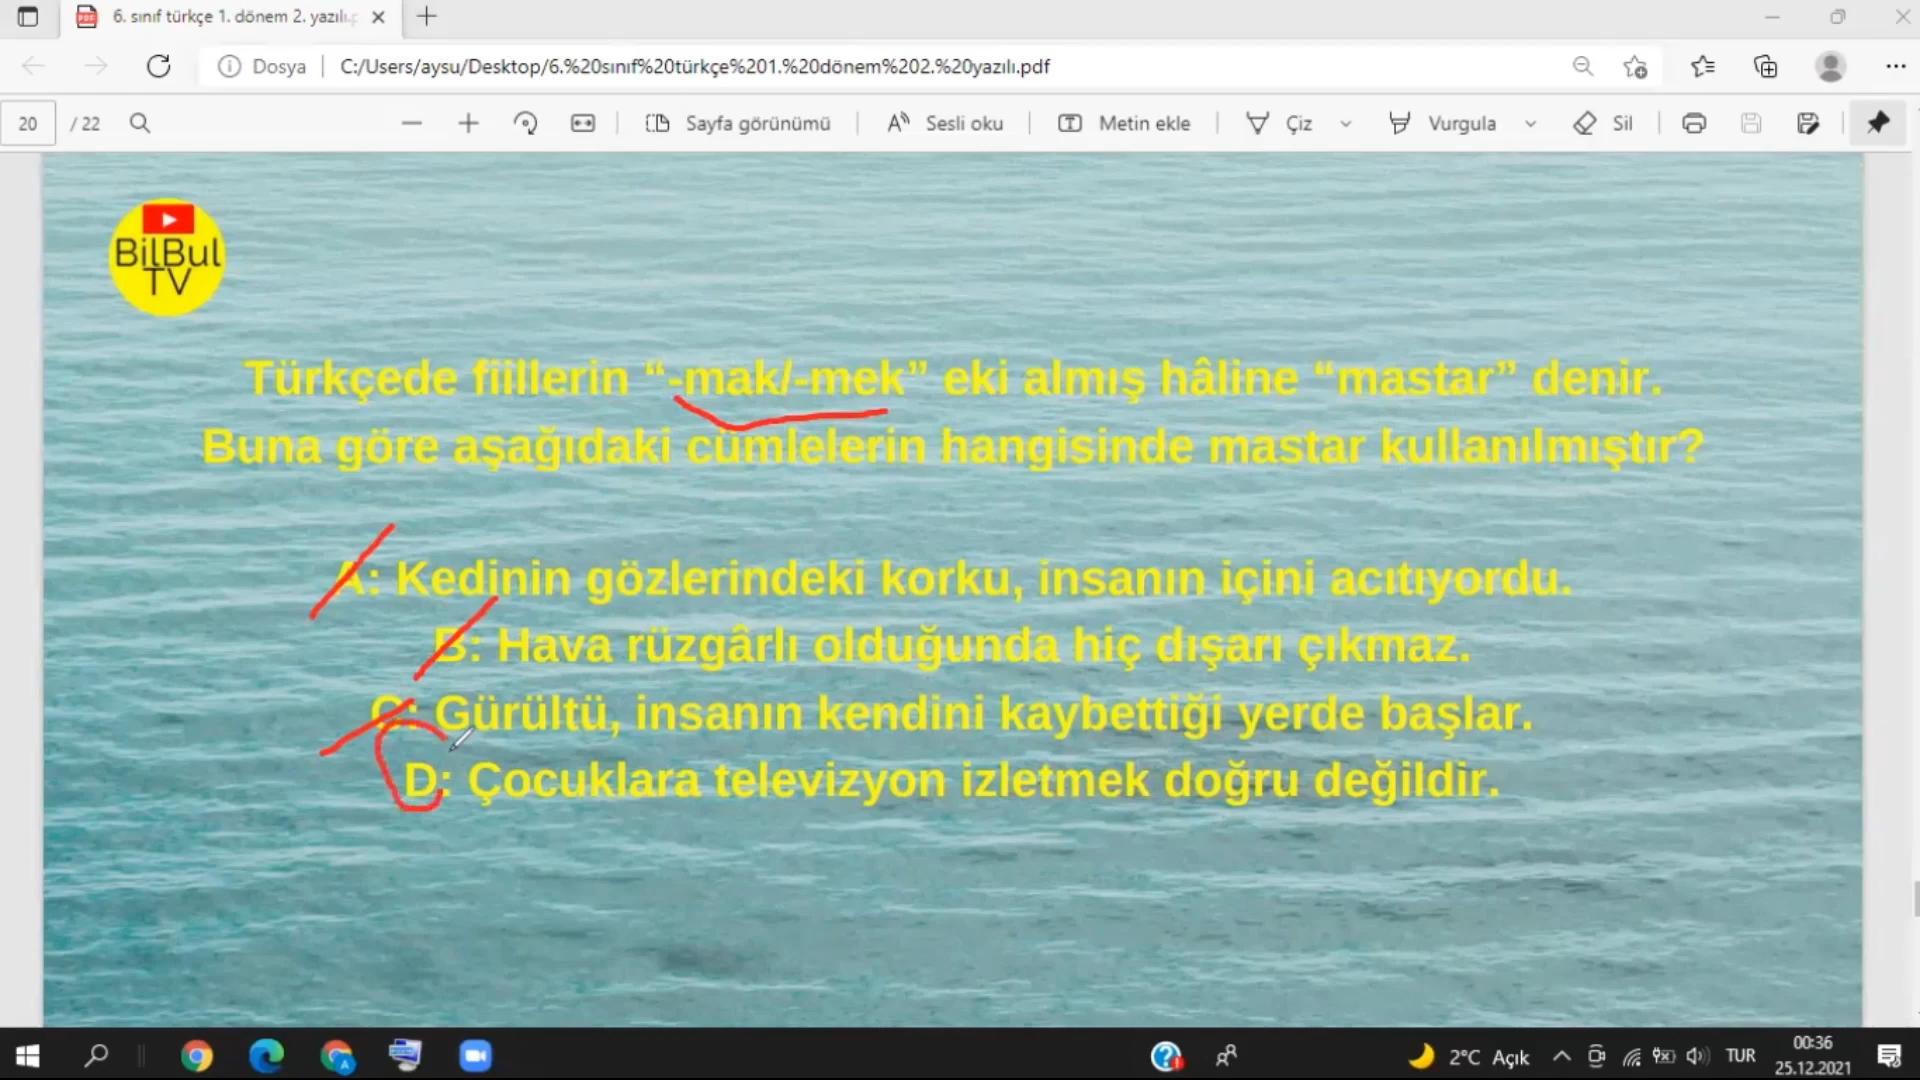 6. sınıf türkçe 1. dönem 2. yazılı.p
Dosya
C:/Users/aysu/Desktop/6.%20sınıf%20türkçe%201.%20dönem%202.%20yazılı.pdf
20 / 22
Sayfa görünümü
Sesli oku
Metin ekle
Çiz
Vurgula
Sil
BilBul
TV
Türkçede fiillerin “-mak/-mek” eki almış hâline “mastar” denir.
Buna göre aşağıdaki cümlelerin hangisinde mastar kullanılmıştır?
A: Kedinin gözlerindeki korku, insanın içini acıtıyordu.
B: Hava rüzgârlı olduğunda hiç dışarı çıkmaz.
C: Gürültü, insanın kendini kaybettiği yerde başlar.
D: Çocuklara televizyon izletmek doğru değildir.
2°C Açık
TUR
00:36
25.12.2021